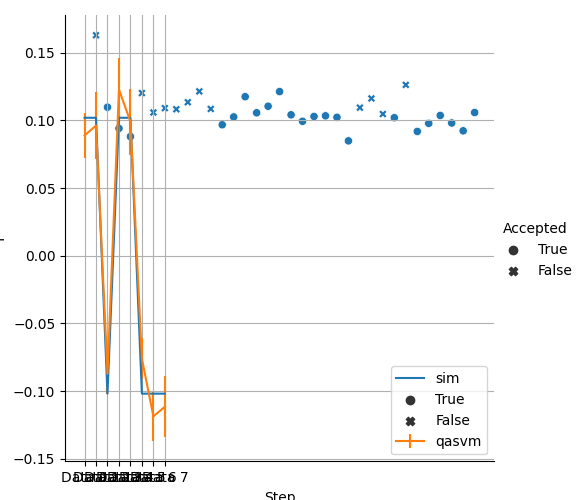 0.15
0.10
0.05
0.00
−0.05
−0.10
−0.15
Accepted
True
False
sim
True
False
qasvm
6 7
Step